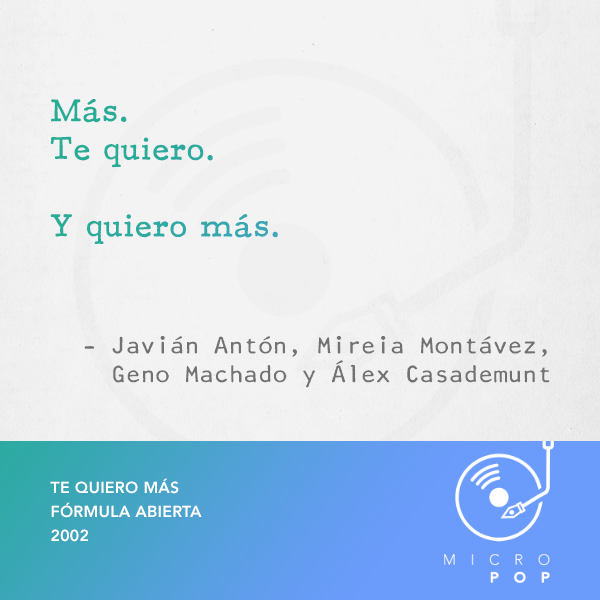 Más.
Te quiero.
Y quiero más.
- Javián Antón, Mireia Montávez,
Geno Machado y Álex Casademunt
TE QUIERO MÁS
FÓRMULA ABIERTA
2002
MICRO
POP